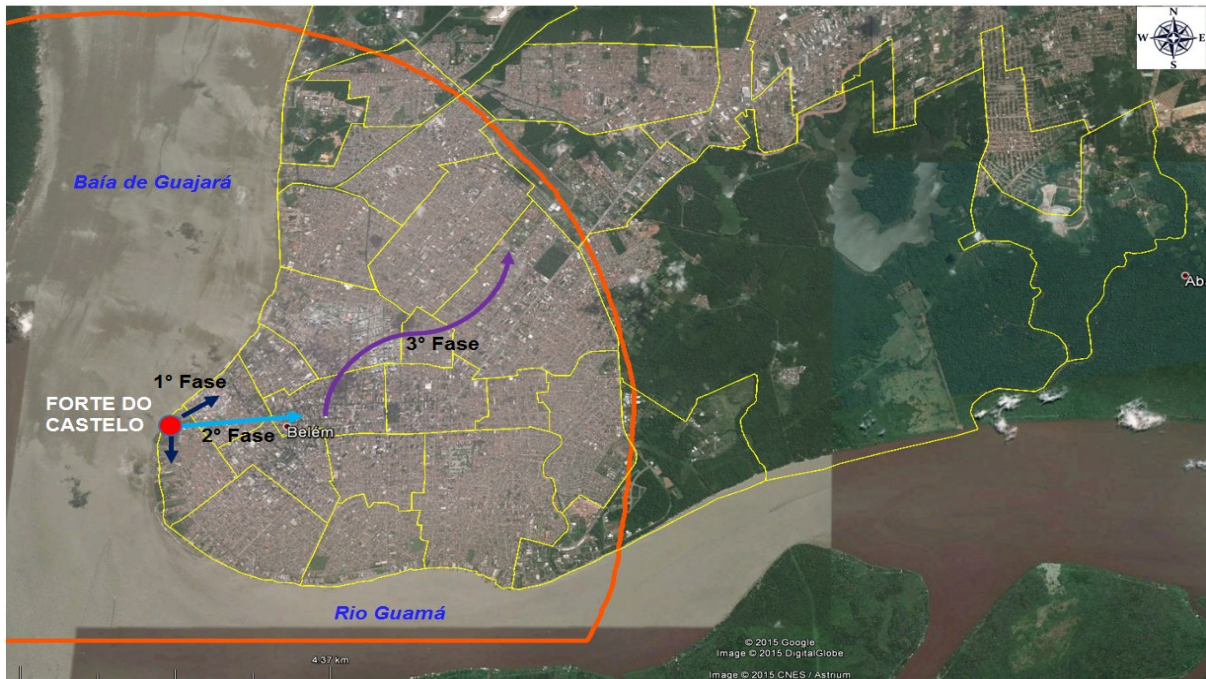 N
W E
S
Baía de Guajará
Ab
3° Fase
1° Fase
FORTE DO
CASTELO
2° Fase
Belém
Rio Guamá
4.37 km
© 2015 Google
Image © 2015 DigitalGlobe
Image © 2015 CNES / Astrium